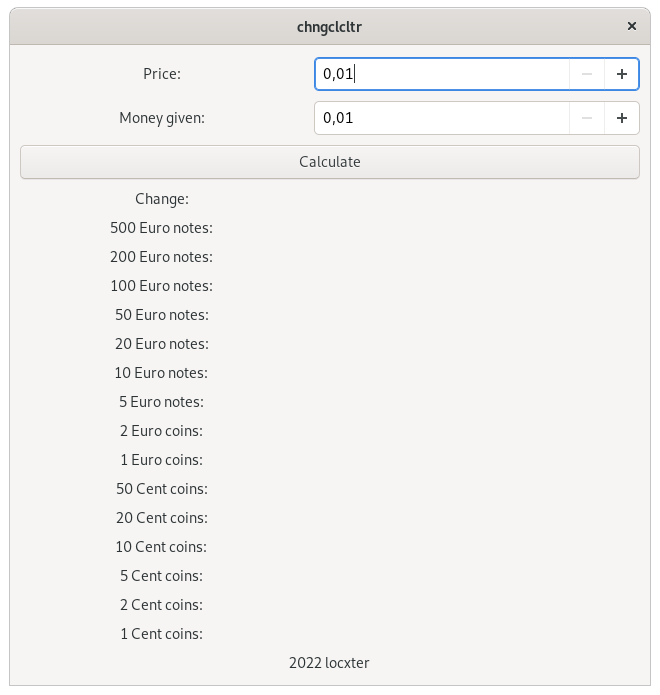 chngclcltr ×
Price: 0,01 − +
Money given: 0,01 − +
Calculate
Change:
500 Euro notes:
200 Euro notes:
100 Euro notes:
50 Euro notes:
20 Euro notes:
10 Euro notes:
5 Euro notes:
2 Euro coins:
1 Euro coins:
50 Cent coins:
20 Cent coins:
10 Cent coins:
5 Cent coins:
2 Cent coins:
1 Cent coins:
2022 locxter